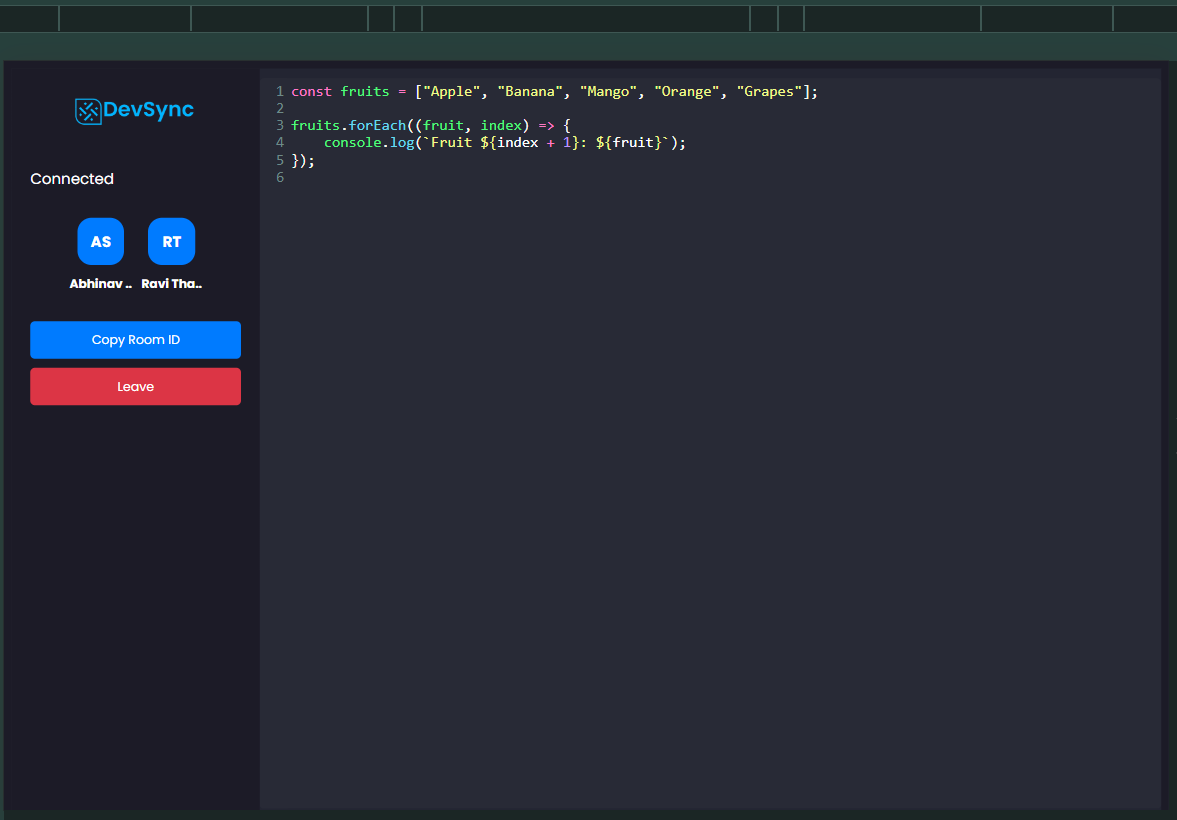 DevSync
Connected
AS RT
Abhinav .. Ravi Tha..
Copy Room ID
Leave
1 const fruits = ["Apple", "Banana", "Mango", "Orange", "Grapes"];
2
3 fruits.forEach((fruit, index) => {
4     console.log(`Fruit ${index + 1}: ${fruit}`);
5 });
6